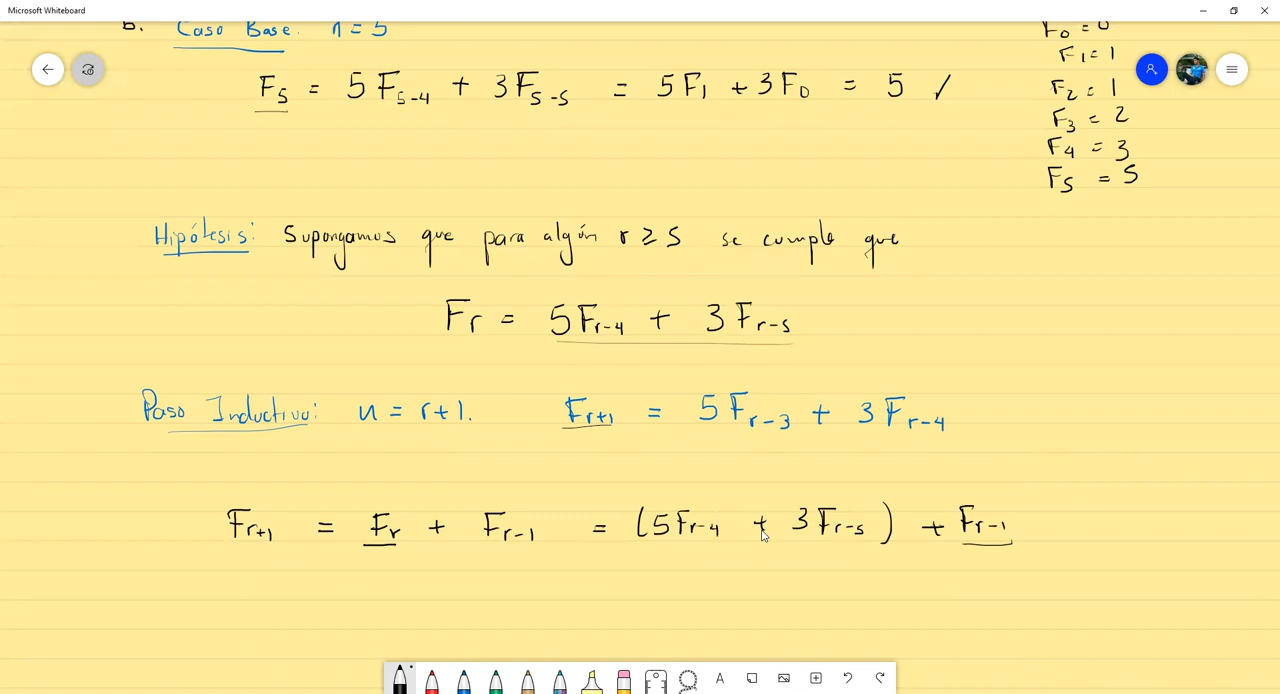 Microsoft Whiteboard
b. Caso Base: n = 5
F₀ = 0
F₁ = 1
F₂ = 1
F₃ = 2
F₄ = 3
F₅ = 5
F₅ = 5F₅₋₄ + 3F₅₋₅ = 5F₁ + 3F₀ = 5 ✓
Hipótesis: Supongamos que para algún r ≥ 5 se cumple que
Fᵣ = 5Fᵣ₋₄ + 3Fᵣ₋₅
Paso Inductivo: n = r+1. Fᵣ₊₁ = 5Fᵣ₋₃ + 3Fᵣ₋₄
Fᵣ₊₁ = Fᵣ + Fᵣ₋₁ = (5Fᵣ₋₄ + 3Fᵣ₋₅) + Fᵣ₋₁
A